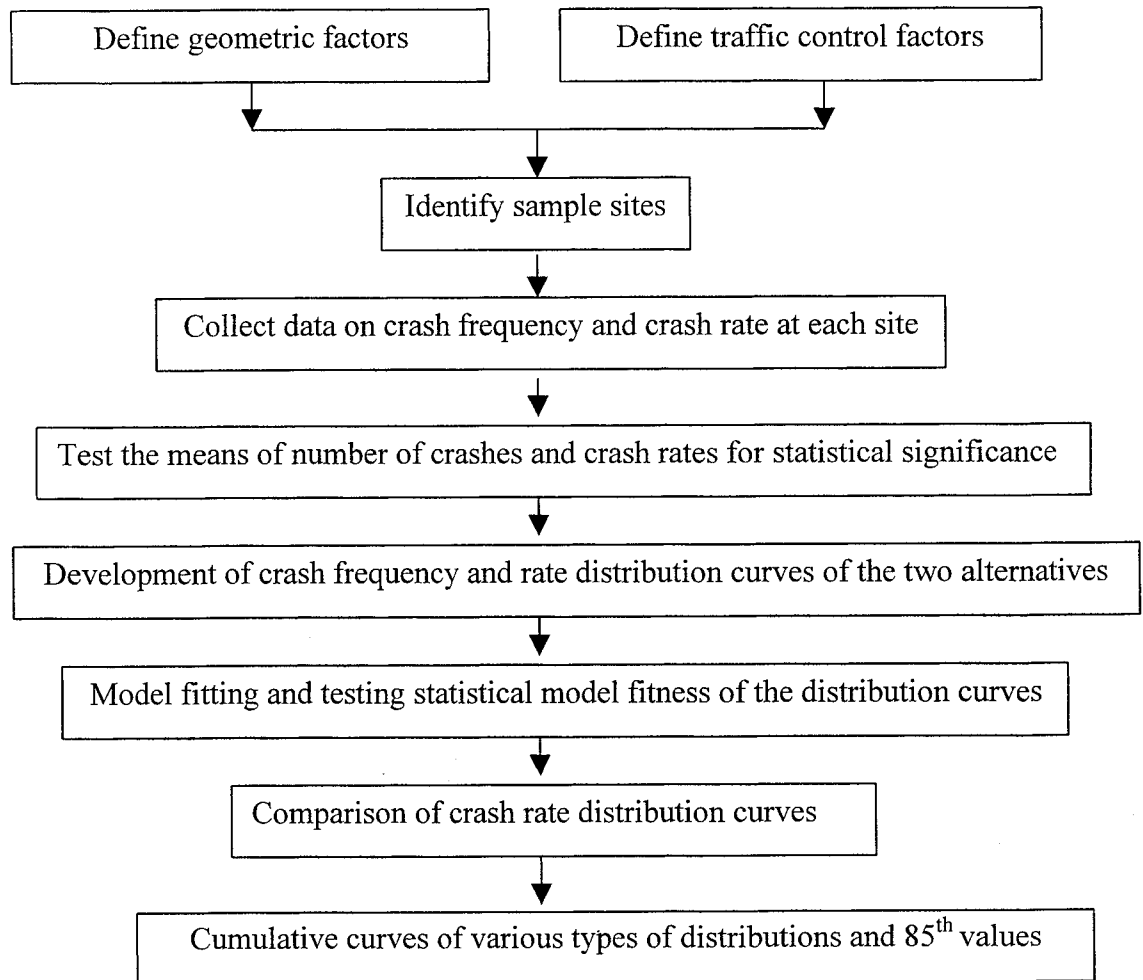 Define geometric factors
Define traffic control factors
Identify sample sites
Collect data on crash frequency and crash rate at each site
Test the means of number of crashes and crash rates for statistical significance
Development of crash frequency and rate distribution curves of the two alternatives
Model fitting and testing statistical model fitness of the distribution curves
Comparison of crash rate distribution curves
Cumulative curves of various types of distributions and 85th values